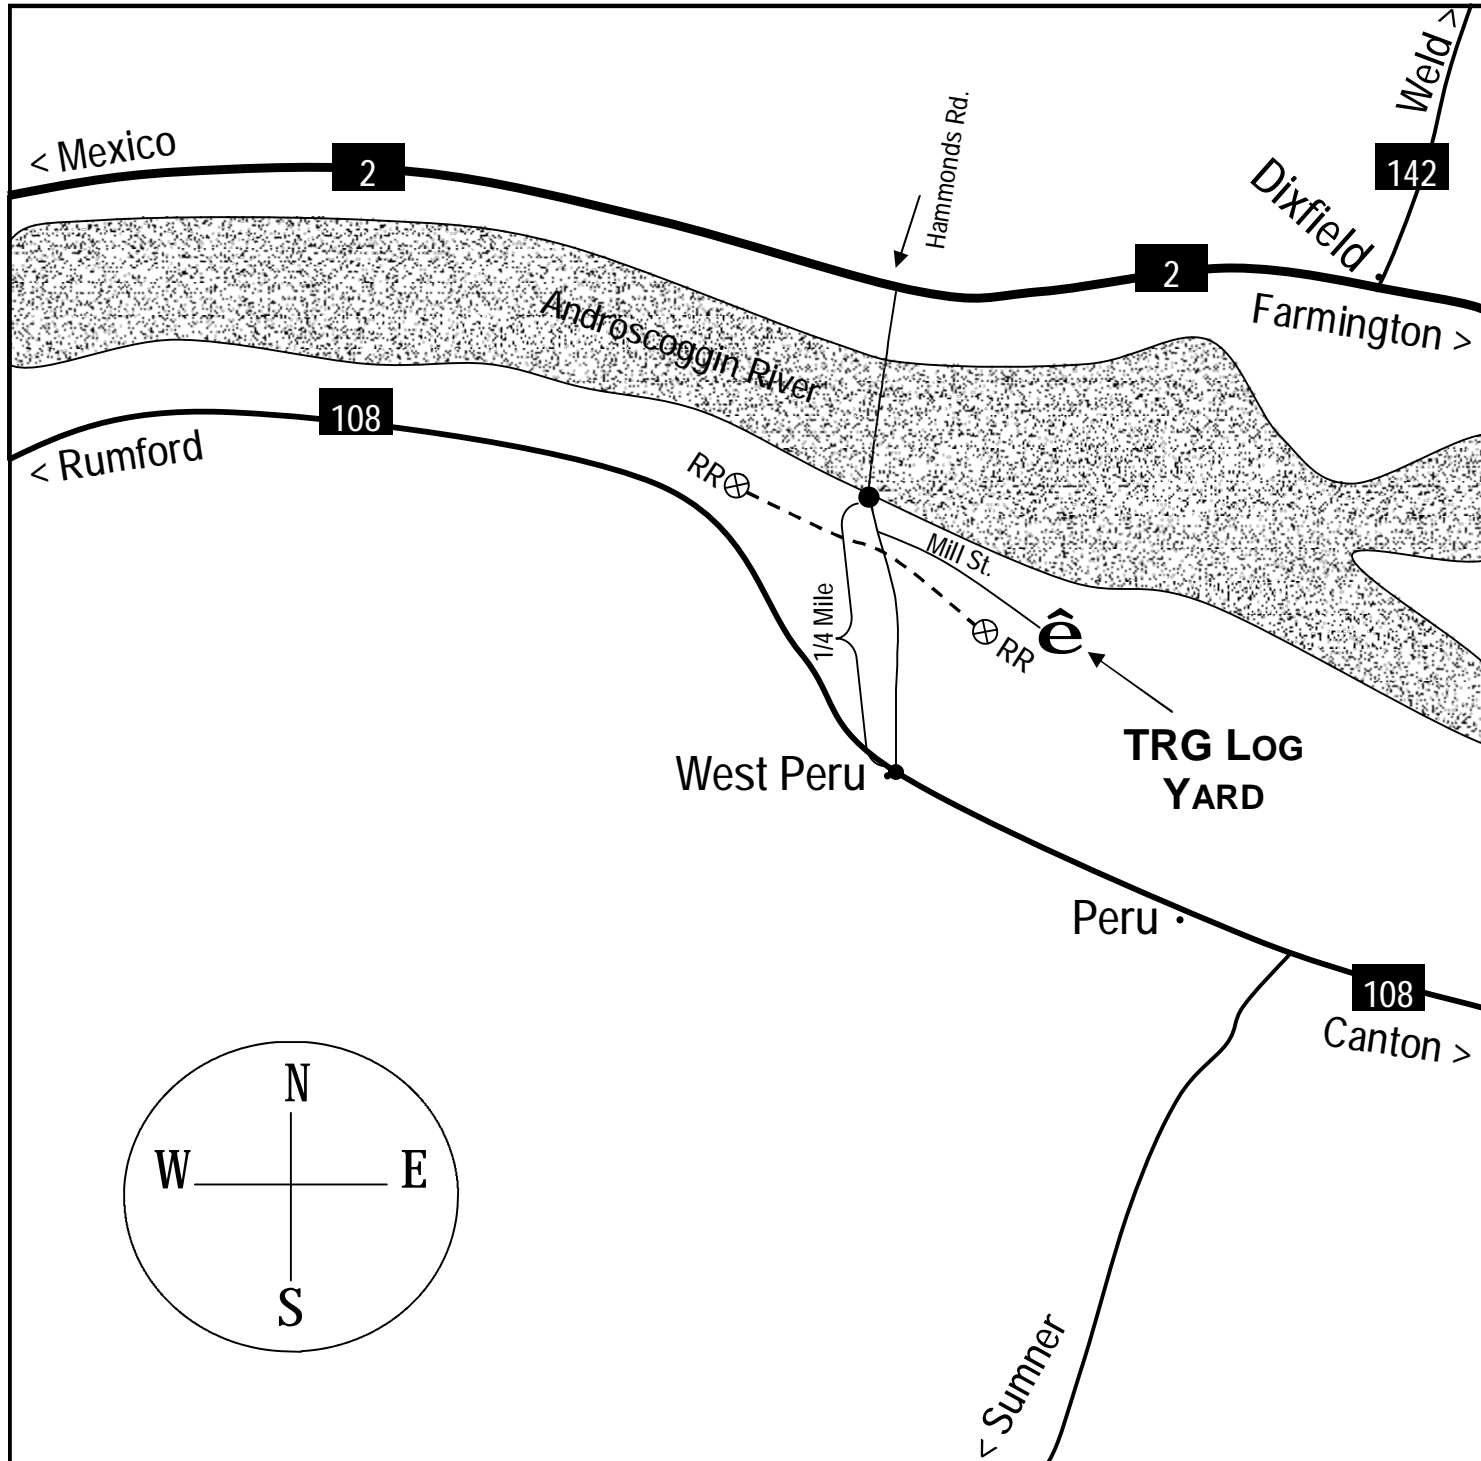 Weld >
< Mexico
2
Hammonds Rd.
142
Dixfield
2
Farmington >
Androscoggin River
108
< Rumford
RR
Mill St.
1/4 Mile
ê
RR
TRG LOG
YARD
West Peru
Peru
108
Canton >
N
W E
S
< Sumner